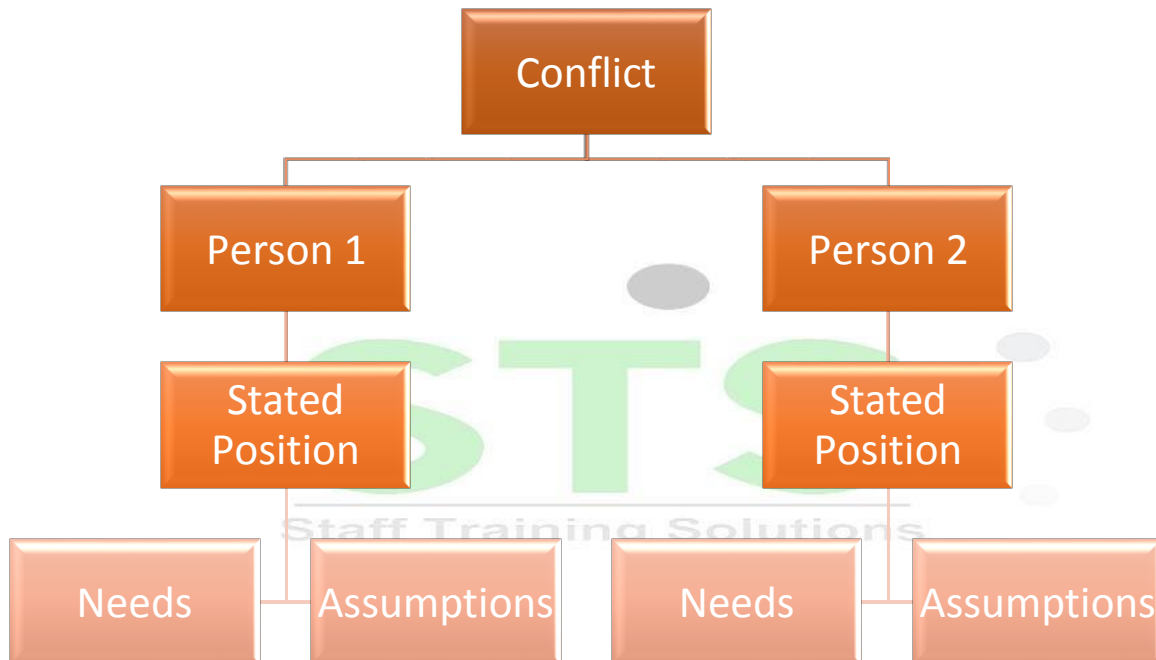 Conflict
Person 1
Person 2
Stated
Position
Stated
Position
STS
Staff Training Solutions
Needs
Assumptions
Needs
Assumptions